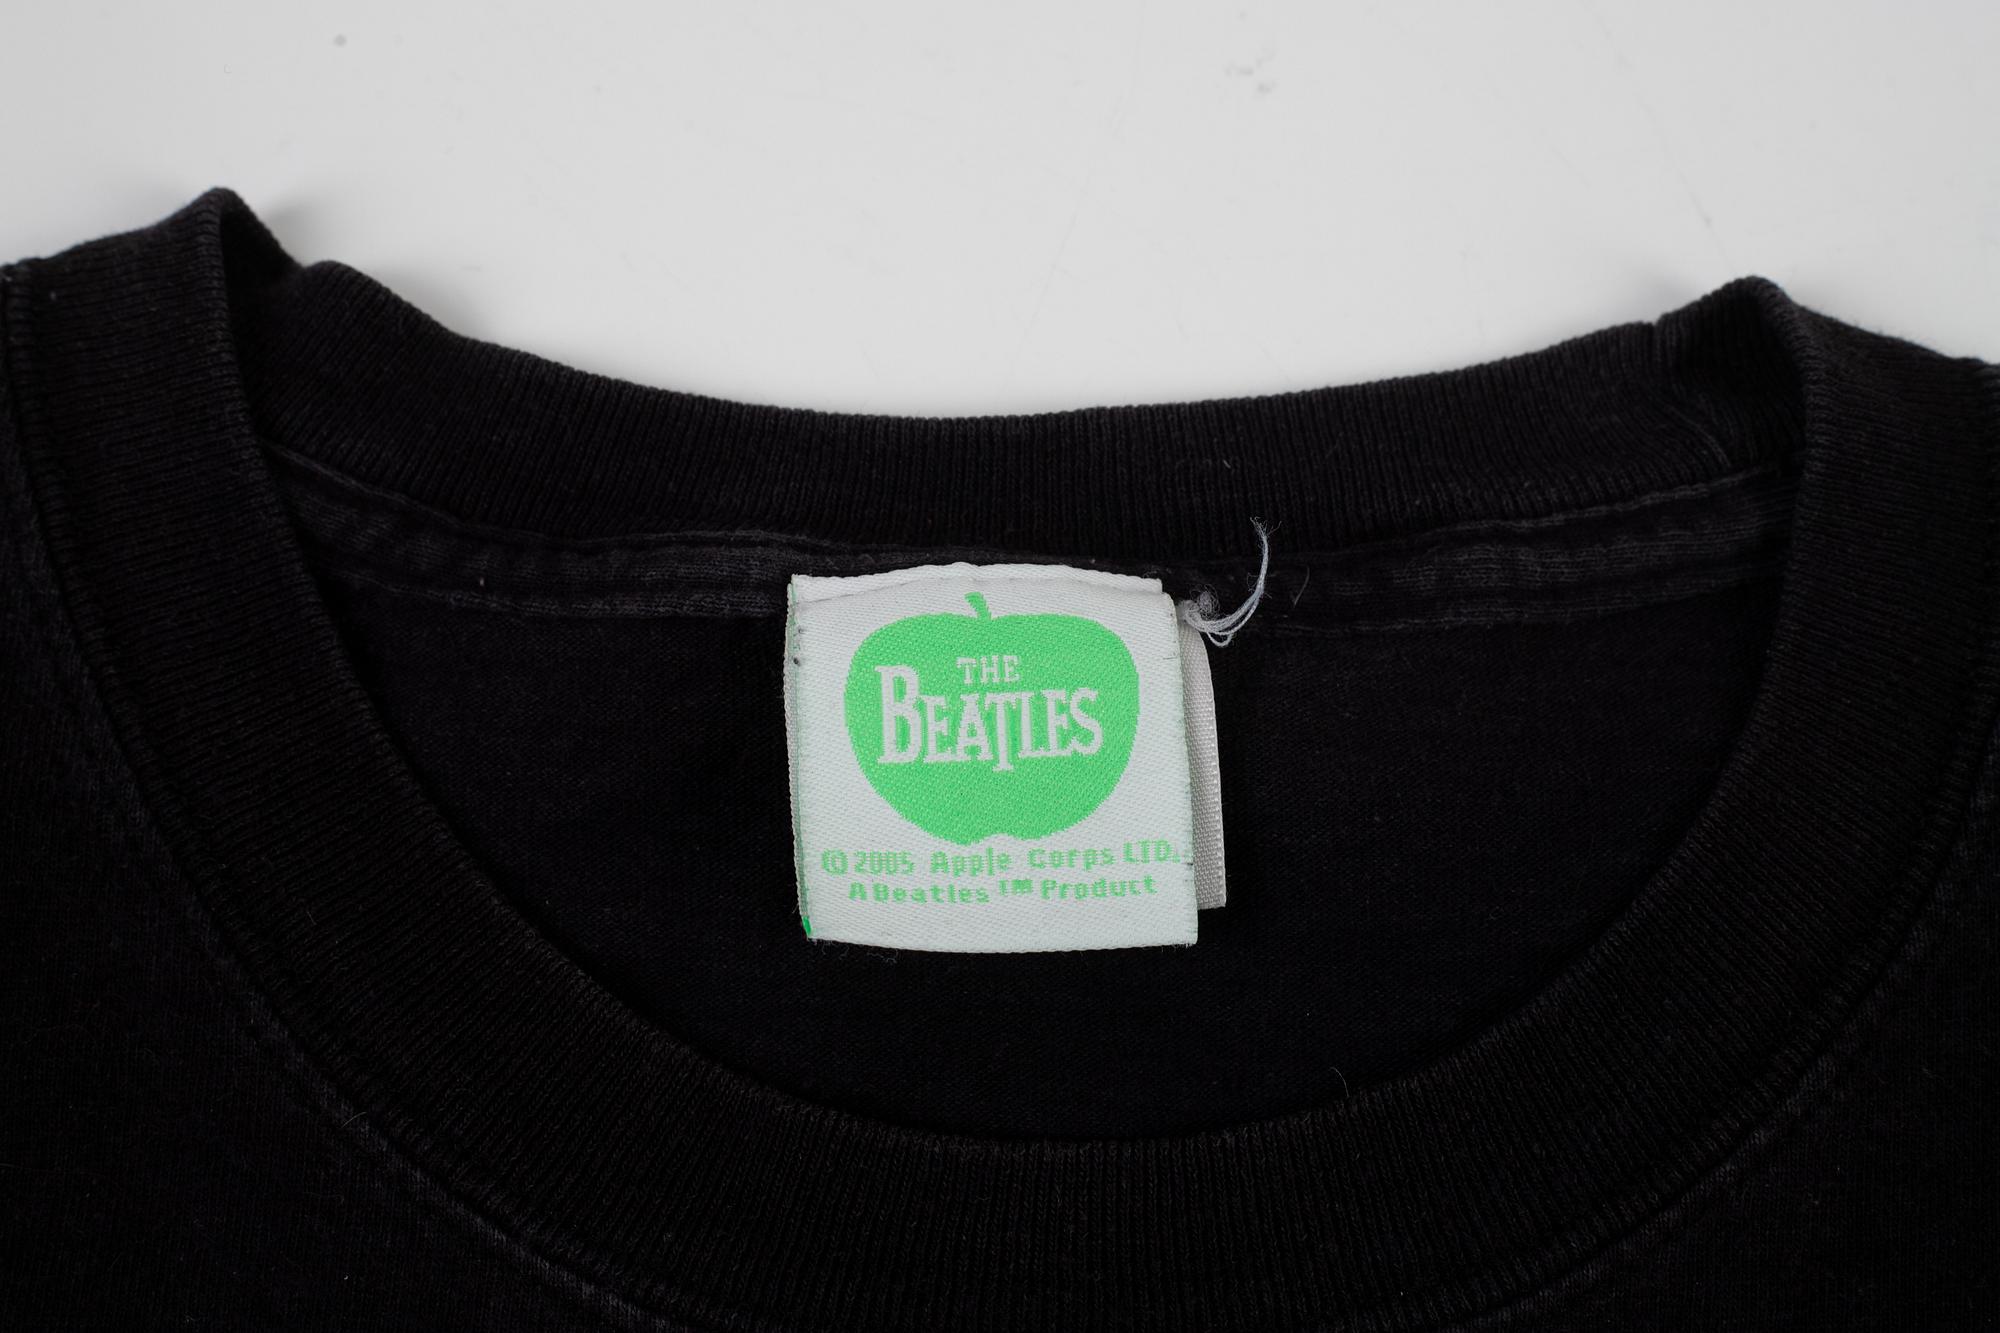 THE
BEATLES
© 2005 Apple Corps LTD.
A Beatles ™ Product